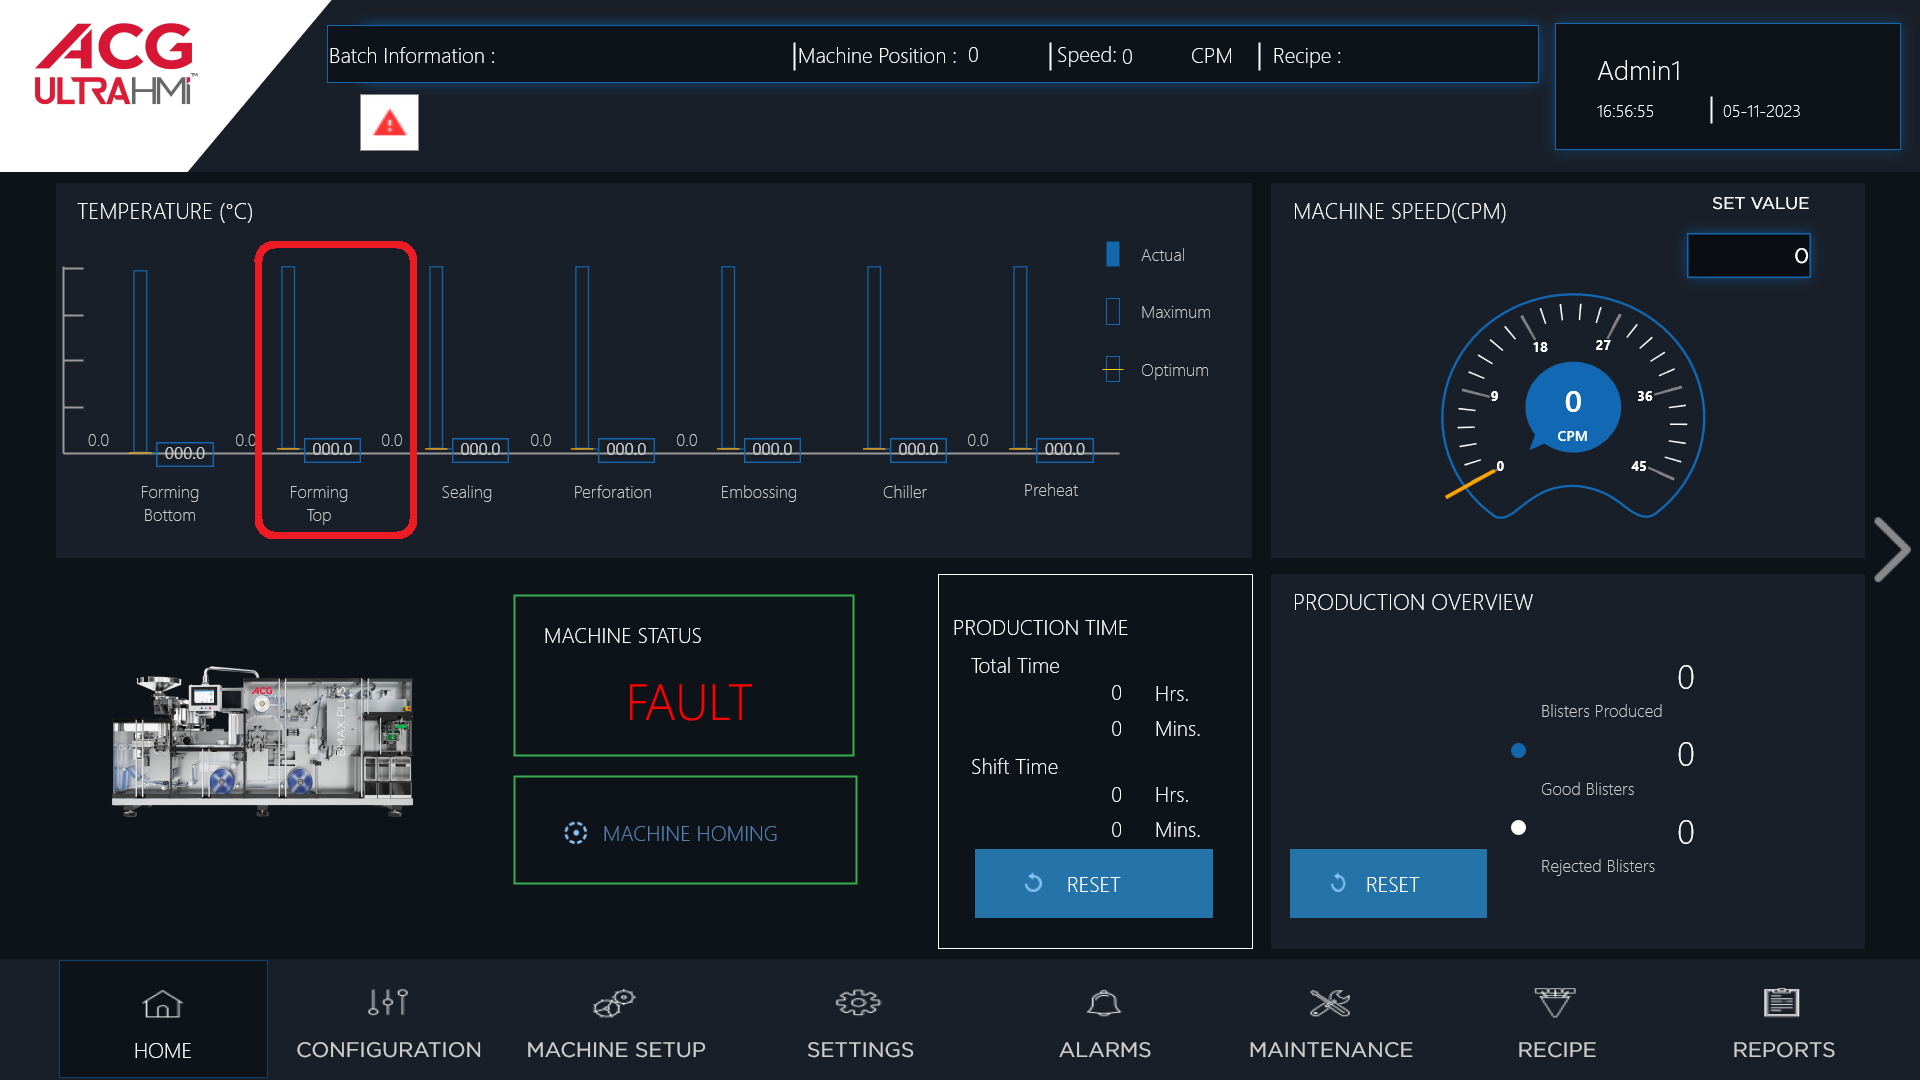 ACG
ULTRAHMI™
Batch Information :
Machine Position : 0
Speed: 0 CPM
Recipe :
Admin1
16:56:55
05-11-2023
TEMPERATURE (°C)
Actual
Maximum
Optimum
0.0 000.0 0.0 000.0 0.0 000.0 0.0 000.0 0.0 000.0 000.0 0.0 000.0
Forming
Bottom
Forming
Top
Sealing
Perforation
Embossing
Chiller
Preheat
MACHINE SPEED(CPM)
SET VALUE
0
0 9 18 27 36 45
0
CPM
ACG
BMAX PLUS
MACHINE STATUS
FAULT
MACHINE HOMING
PRODUCTION TIME
Total Time
0 Hrs.
0 Mins.
Shift Time
0 Hrs.
0 Mins.
RESET
PRODUCTION OVERVIEW
0
Blisters Produced
0
Good Blisters
0
Rejected Blisters
RESET
HOME
CONFIGURATION
MACHINE SETUP
SETTINGS
ALARMS
MAINTENANCE
RECIPE
REPORTS